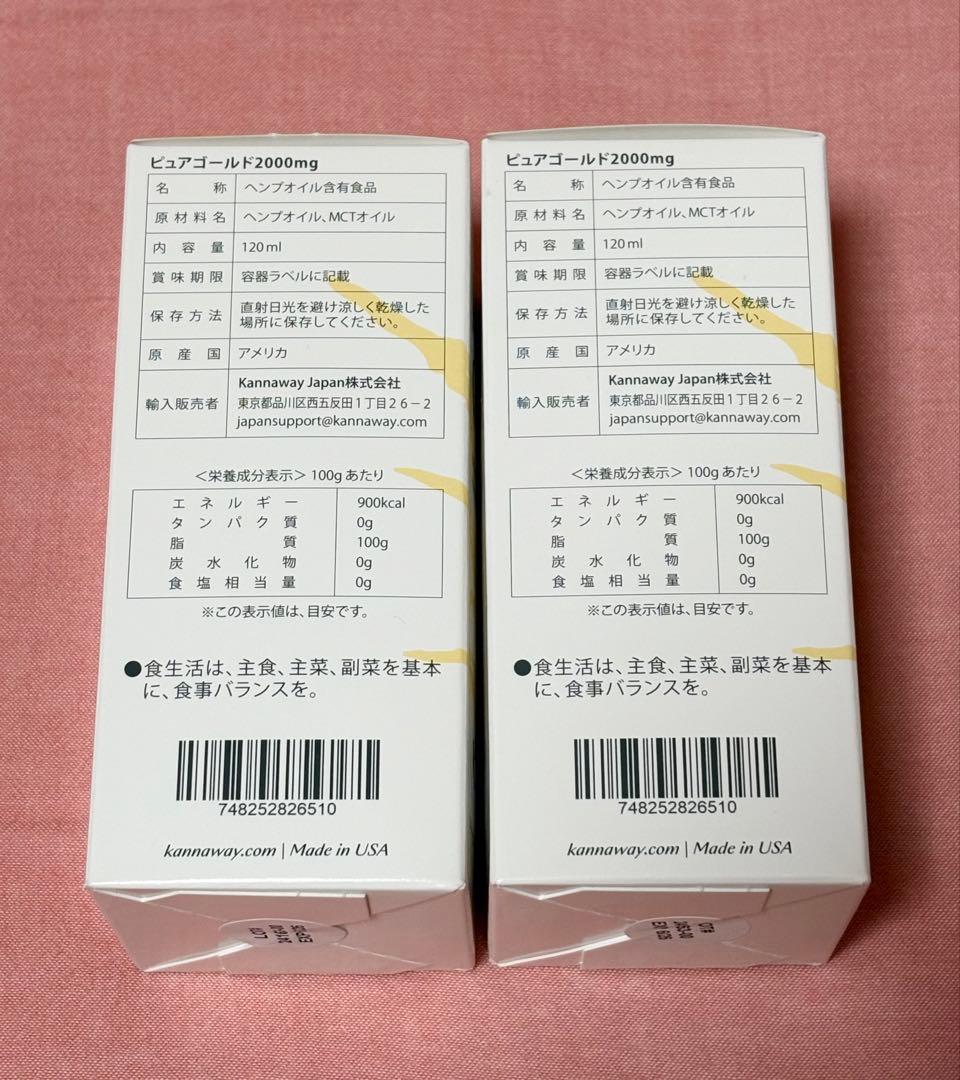 ピュアゴールド2000mg
名称 ヘンプオイル含有食品
原材料名 ヘンプオイル、MCTオイル
内容量 120ml
賞味期限 容器ラベルに記載
保存方法 直射日光を避け涼しく乾燥した
場所に保存してください。
原産国 アメリカ
輸入販売者 Kannaway Japan株式会社
東京都品川区西五反田1丁目26-2
japansupport@kannaway.com
<栄養成分表示> 100gあたり
エネルギー 900kcal
タンパク質 0g
脂質 100g
炭水化物 0g
食塩相当量 0g
※この表示値は、目安です。
●食生活は、主食、主菜、副菜を基本
に、食事バランスを。
748252826510
kannaway.com | Made in USA
ピュアゴールド2000mg
名称 ヘンプオイル含有食品
原材料名 ヘンプオイル、MCTオイル
内容量 120ml
賞味期限 容器ラベルに記載
保存方法 直射日光を避け涼しく乾燥した
場所に保存してください。
原産国 アメリカ
輸入販売者 Kannaway Japan株式会社
東京都品川区西五反田1丁目26-2
japansupport@kannaway.com
<栄養成分表示> 100gあたり
エネルギー 900kcal
タンパク質 0g
脂質 100g
炭水化物 0g
食塩相当量 0g
※この表示値は、目安です。
●食生活は、主食、主菜、副菜を基本
に、食事バランスを。
748252826510
kannaway.com | Made in USA